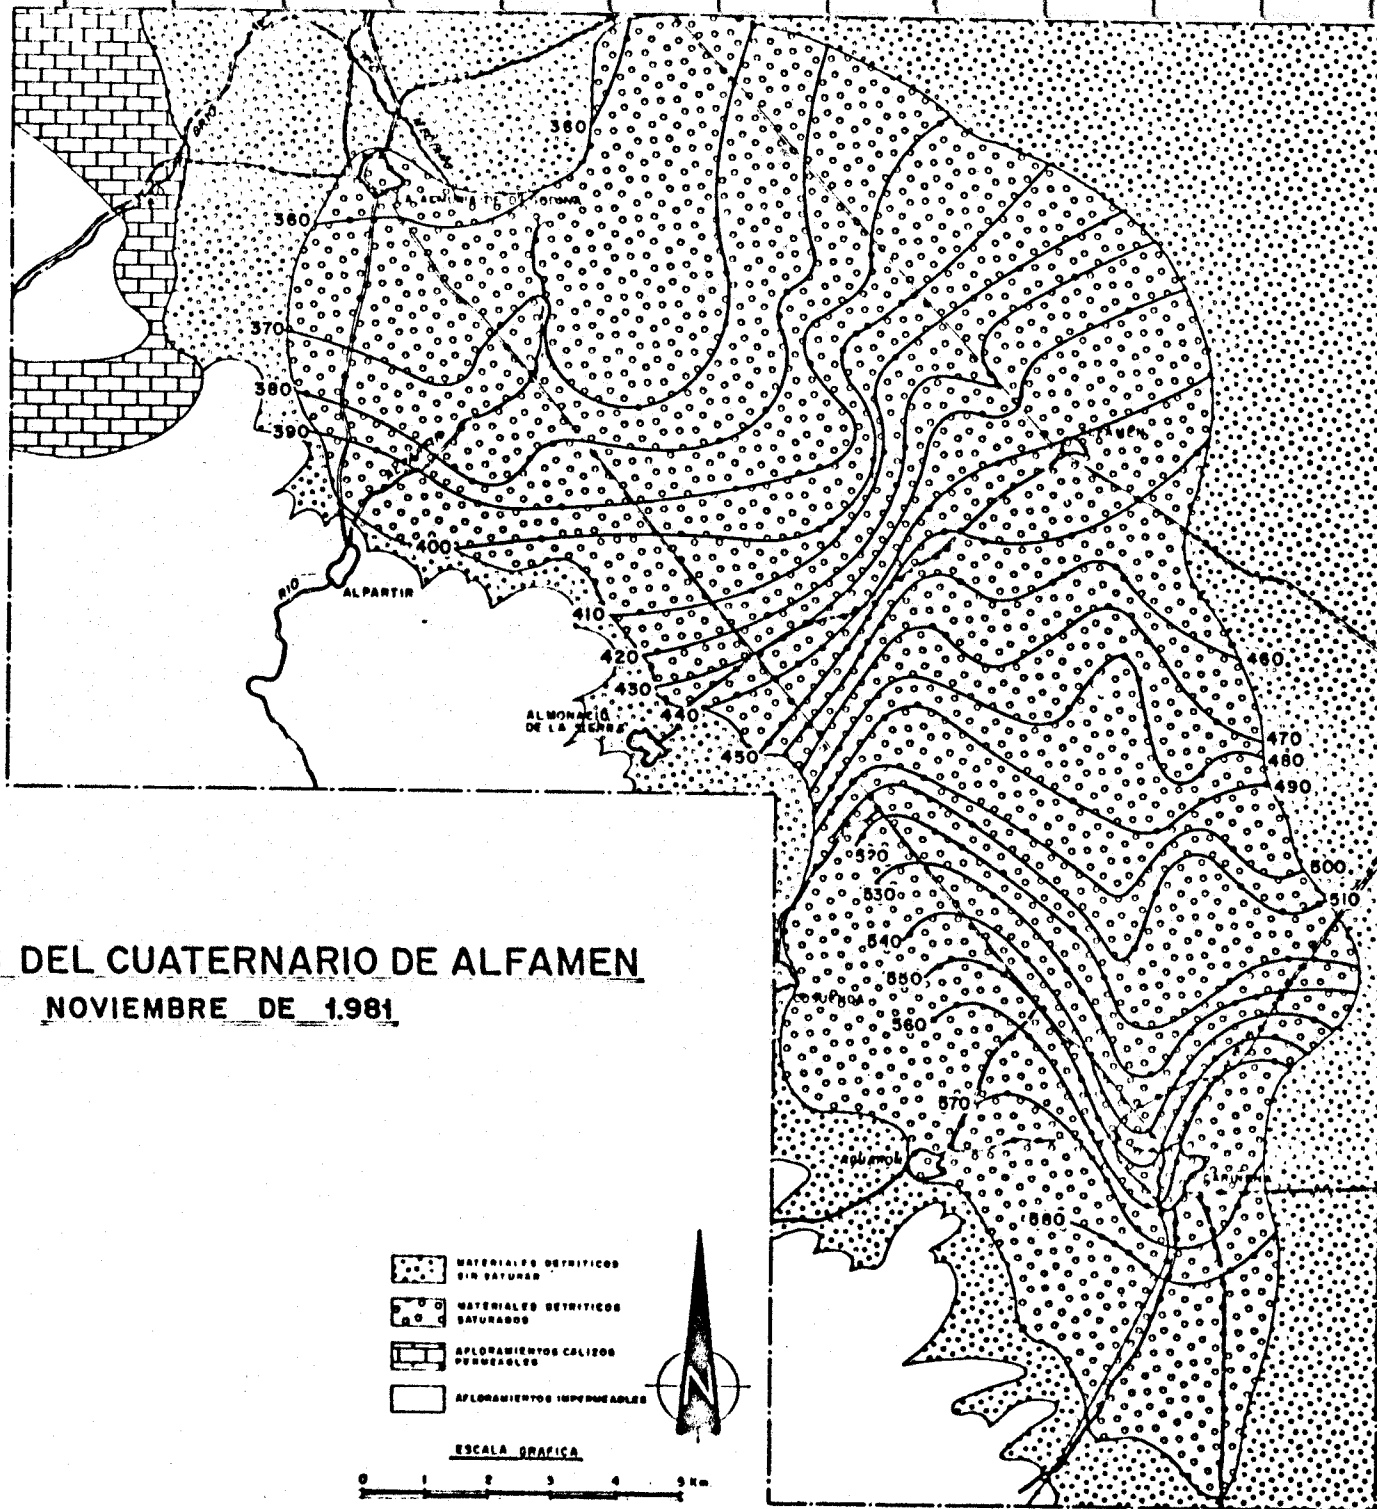 360
360
370
380
390
400
RIO
ALPARTIR
410
420
430
440
ALMONACID
DE LA SIERRA
450
460
470
480
490
500
510
520
530
540
550
COSUENDA
560
570
AGUARON
CARIÑENA
580
DEL CUATERNARIO DE ALFAMEN
NOVIEMBRE DE 1.981
MATERIALES DETRITICOS
SIN SATURAR
MATERIALES DETRITICOS
SATURADOS
AFLORAMIENTOS CALIZOS
PERMEABLES
AFLORAMIENTOS IMPERMEABLES
N
ESCALA GRAFICA
0 1 2 3 4 5 Km.